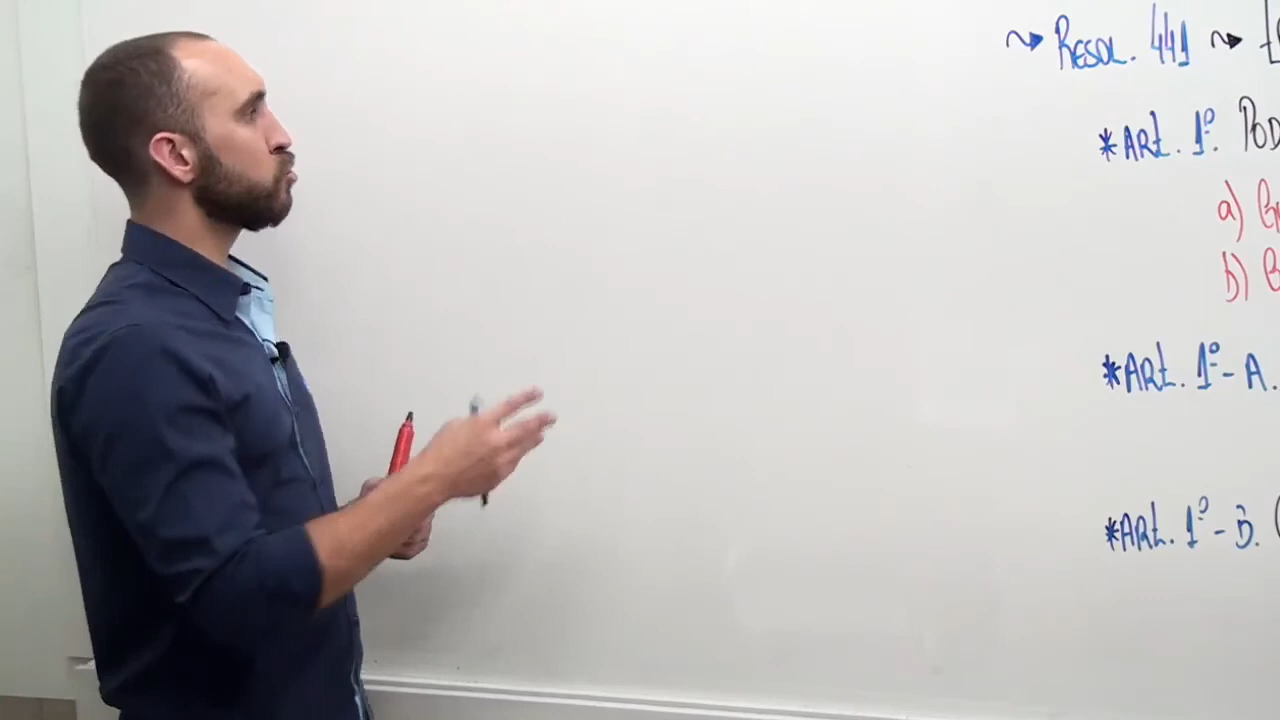 RESOL. 441
*ART. 1º. POD
a)
b)
*ART. 1º-A.
*ART. 1º-B.